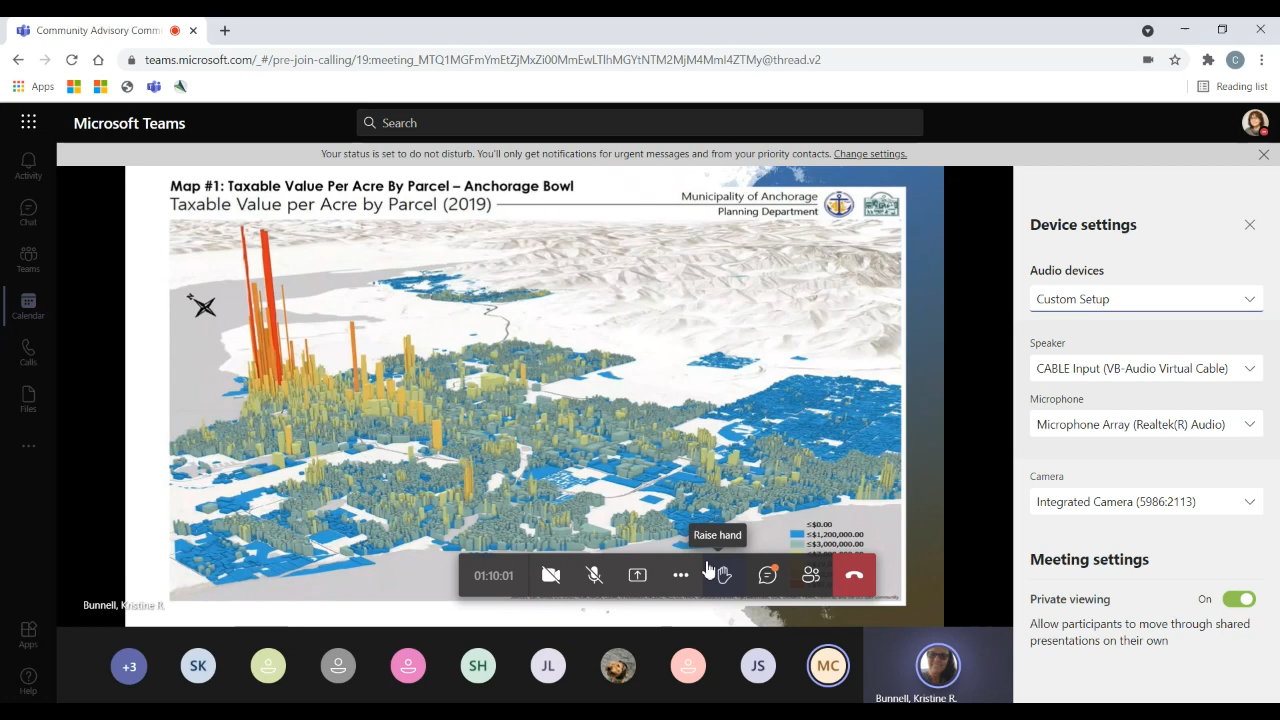 Community Advisory Comm
teams.microsoft.com/_#/pre-join-calling/19:meeting_MTQ1MGFmYmEtZjMxZi00MmEwLTlhMGYtNTM2MjM4MmI4ZTMy@thread.v2
C
Apps
Reading list
Microsoft Teams
Search
Your status is set to do not disturb. You'll only get notifications for urgent messages and from your priority contacts. Change settings.
Activity
Chat
Teams
Calendar
Calls
Files
Apps
Help
Map #1: Taxable Value Per Acre By Parcel – Anchorage Bowl
Taxable Value per Acre by Parcel (2019)
Municipality of Anchorage
Planning Department
N
≤$0.00
≤$1,200,000.00
≤$3,000,000.00
Raise hand
01:10:01
Bunnell, Kristine R.
+3
SK
SH
JL
JS
MC
Bunnell, Kristine R.
Device settings
Audio devices
Custom Setup
Speaker
CABLE Input (VB-Audio Virtual Cable)
Microphone
Microphone Array (Realtek(R) Audio)
Camera
Integrated Camera (5986:2113)
Meeting settings
Private viewing
On
Allow participants to move through shared
presentations on their own